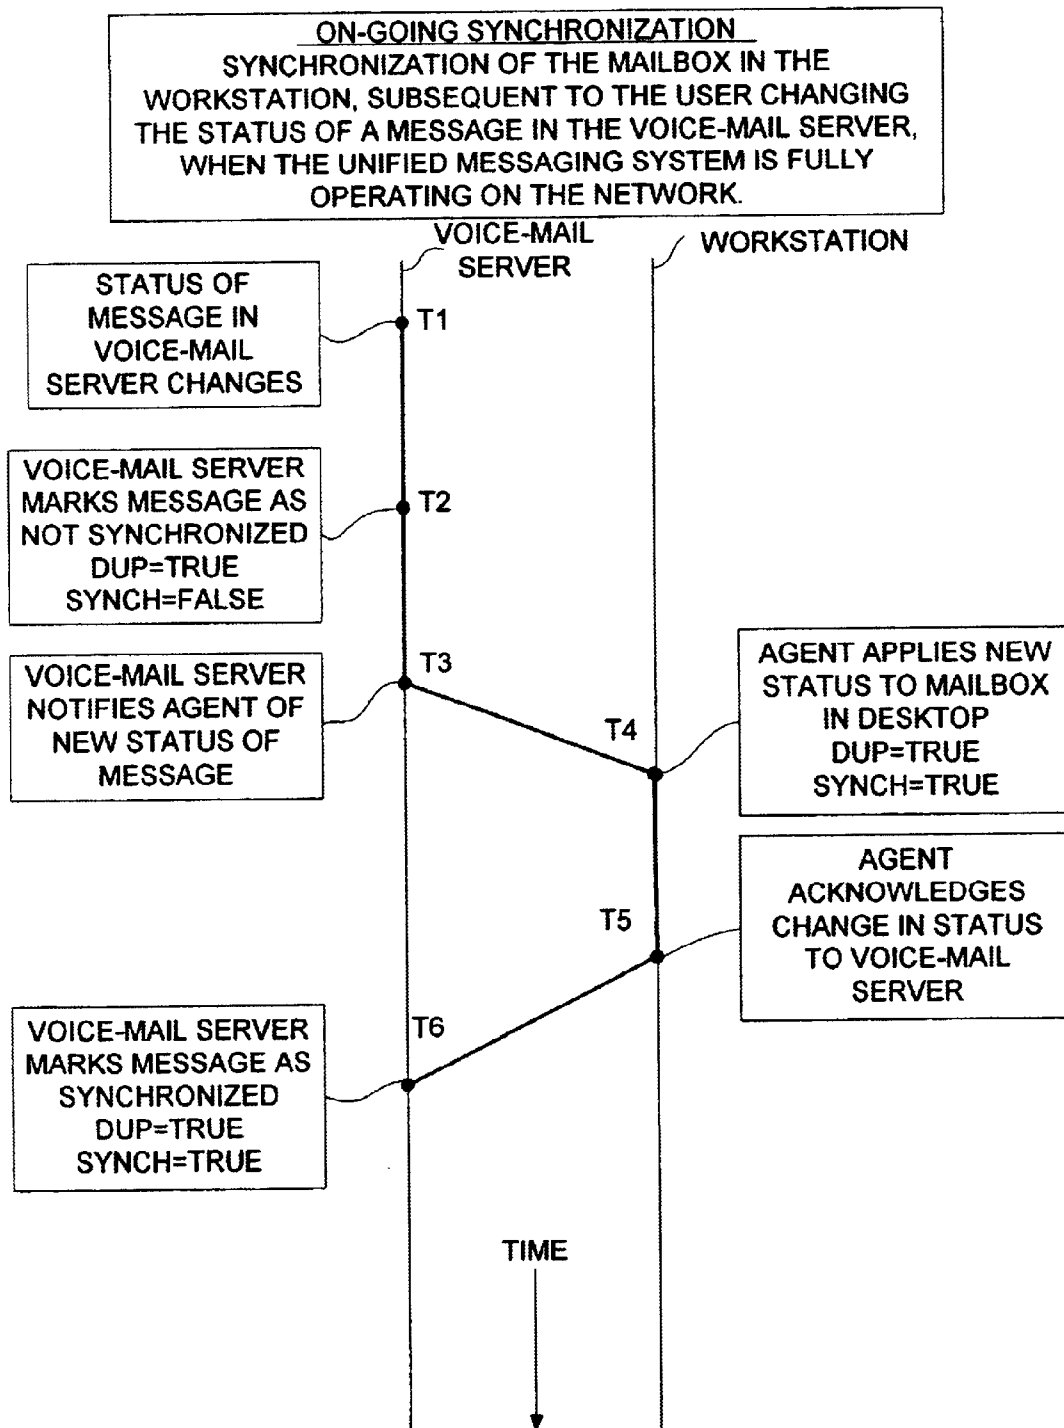 ON-GOING SYNCHRONIZATION
SYNCHRONIZATION OF THE MAILBOX IN THE
WORKSTATION, SUBSEQUENT TO THE USER CHANGING
THE STATUS OF A MESSAGE IN THE VOICE-MAIL SERVER,
WHEN THE UNIFIED MESSAGING SYSTEM IS FULLY
OPERATING ON THE NETWORK.
VOICE-MAIL
SERVER
WORKSTATION
STATUS OF
MESSAGE IN
VOICE-MAIL
SERVER CHANGES
T1
VOICE-MAIL SERVER
MARKS MESSAGE AS
NOT SYNCHRONIZED
DUP=TRUE
SYNCH=FALSE
T2
VOICE-MAIL SERVER
NOTIFIES AGENT OF
NEW STATUS OF
MESSAGE
T3
T4
AGENT APPLIES NEW
STATUS TO MAILBOX
IN DESKTOP
DUP=TRUE
SYNCH=TRUE
T5
AGENT
ACKNOWLEDGES
CHANGE IN STATUS
TO VOICE-MAIL
SERVER
VOICE-MAIL SERVER
MARKS MESSAGE AS
SYNCHRONIZED
DUP=TRUE
SYNCH=TRUE
T6
TIME